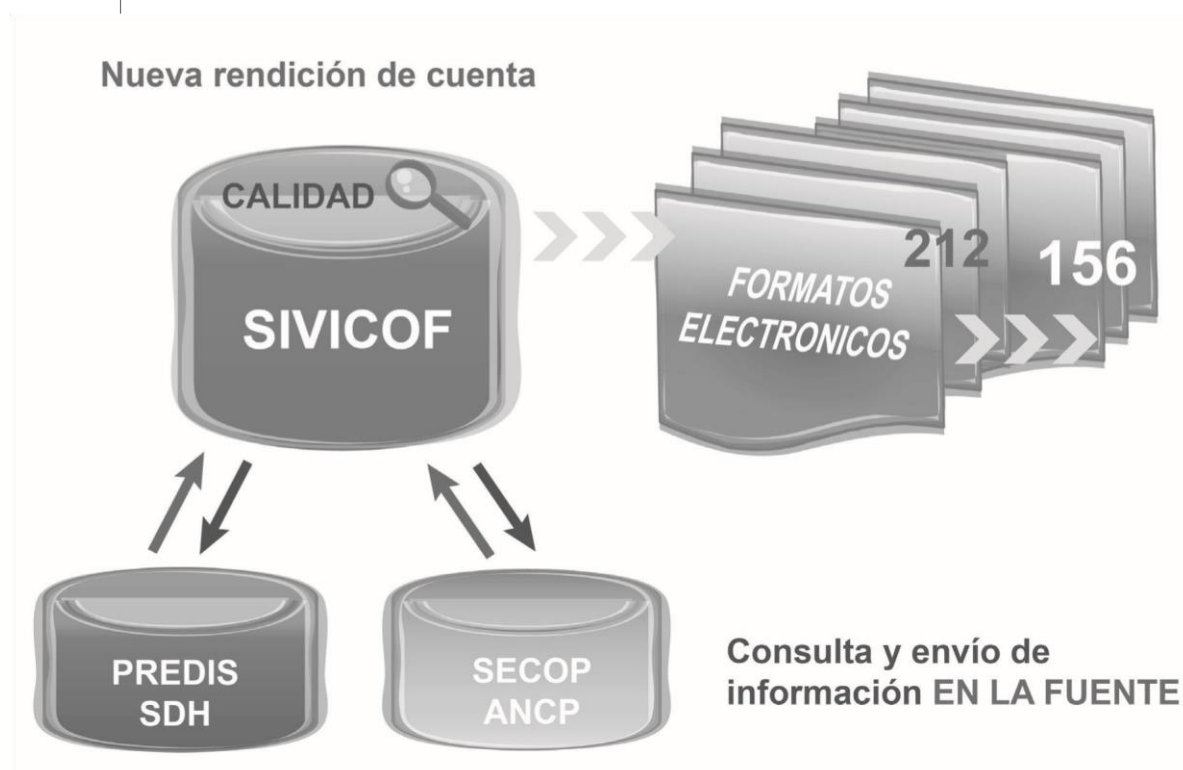 Nueva rendición de cuenta
CALIDAD
SIVICOF
FORMATOS
ELECTRONICOS
212
156
PREDIS
SDH
SECOP
ANCP
Consulta y envío de
información EN LA FUENTE